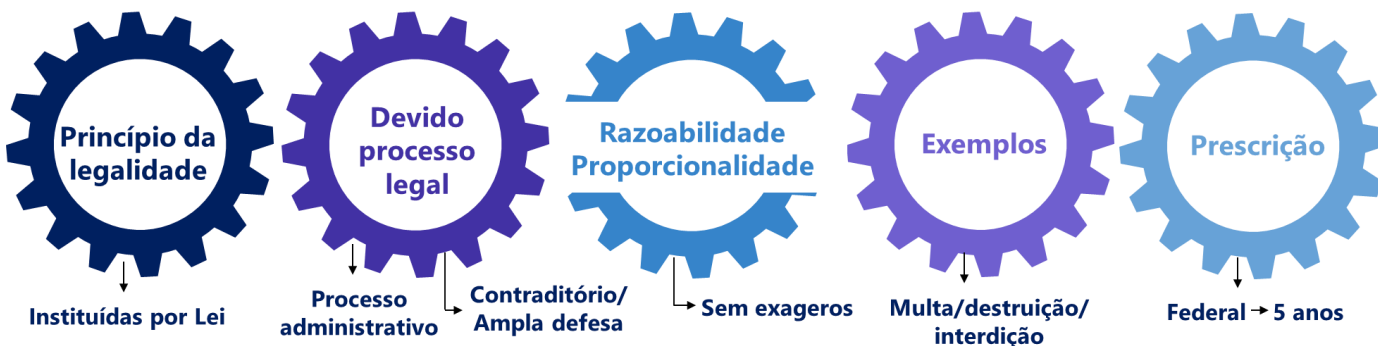 Princípio da
legalidade
Instituídas por Lei
Devido
processo
legal
Processo
administrativo
Contraditório/
Ampla defesa
Razoabilidade
Proporcionalidade
Sem exageros
Exemplos
Multa/destruição/
interdição
Prescrição
Federal → 5 anos